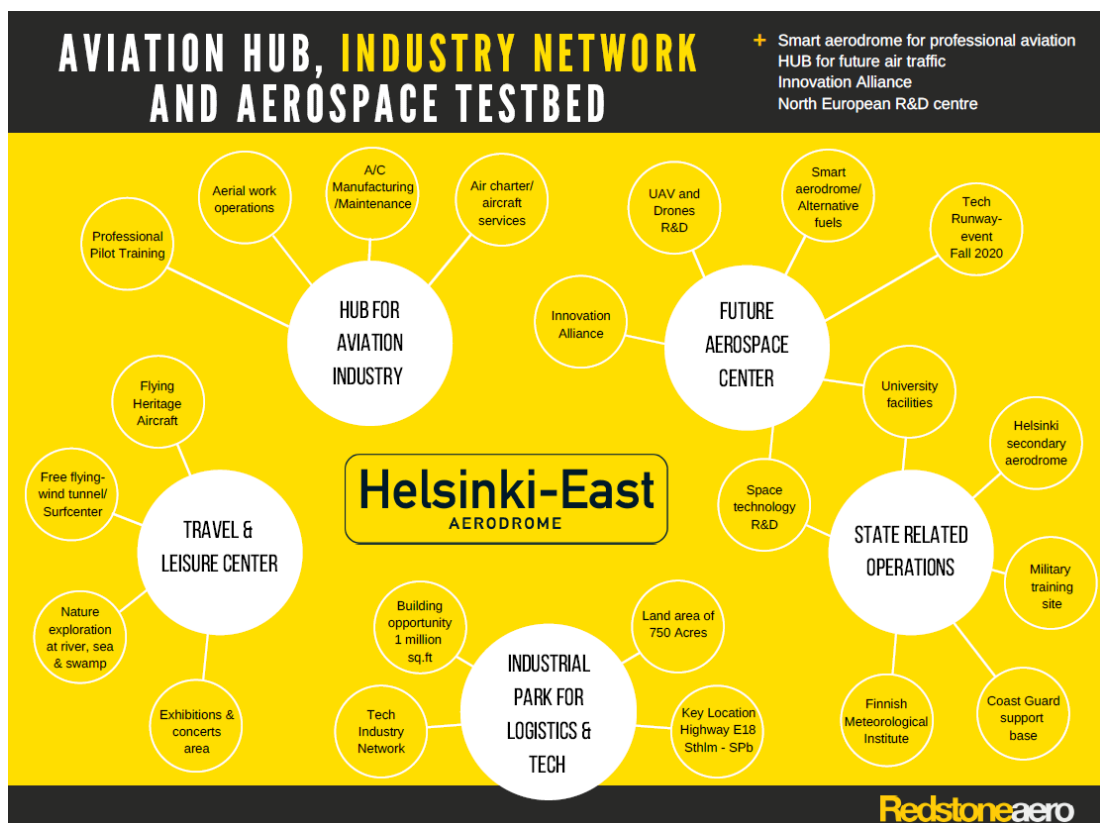 AVIATION HUB, INDUSTRY NETWORK
AND AEROSPACE TESTBED
+ Smart aerodrome for professional aviation
HUB for future air traffic
Innovation Alliance
North European R&D centre
Professional
Pilot Training
Aerial work
operations
A/C
Manufacturing
/Maintenance
Air charter/
aircraft
services
HUB FOR
AVIATION
INDUSTRY
UAV and
Drones
R&D
Smart
aerodrome/
Alternative
fuels
Tech
Runway-
event
Fall 2020
Innovation
Alliance
FUTURE
AEROSPACE
CENTER
University
facilities
Space
technology
R&D
Flying
Heritage
Aircraft
Free flying-
wind tunnel/
Surfcenter
Nature
exploration
at river, sea
& swamp
Exhibitions &
concerts
area
TRAVEL &
LEISURE CENTER
Helsinki-East
AERODROME
Helsinki
secondary
aerodrome
Military
training
site
Coast Guard
support
base
Finnish
Meteorological
Institute
STATE RELATED
OPERATIONS
Building
opportunity
1 million
sq.ft
Land area of
750 Acres
Tech
Industry
Network
Key Location
Highway E18
Sthlm - SPb
INDUSTRIAL
PARK FOR
LOGISTICS &
TECH
Redstoneaero